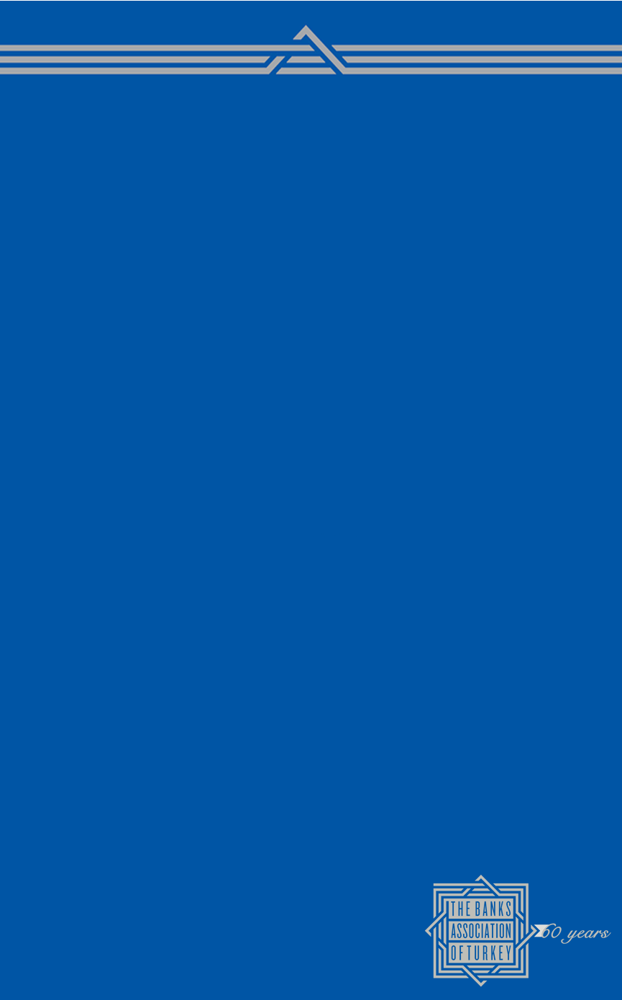 THE BANKS
ASSOCIATION
OF TURKEY
60 years